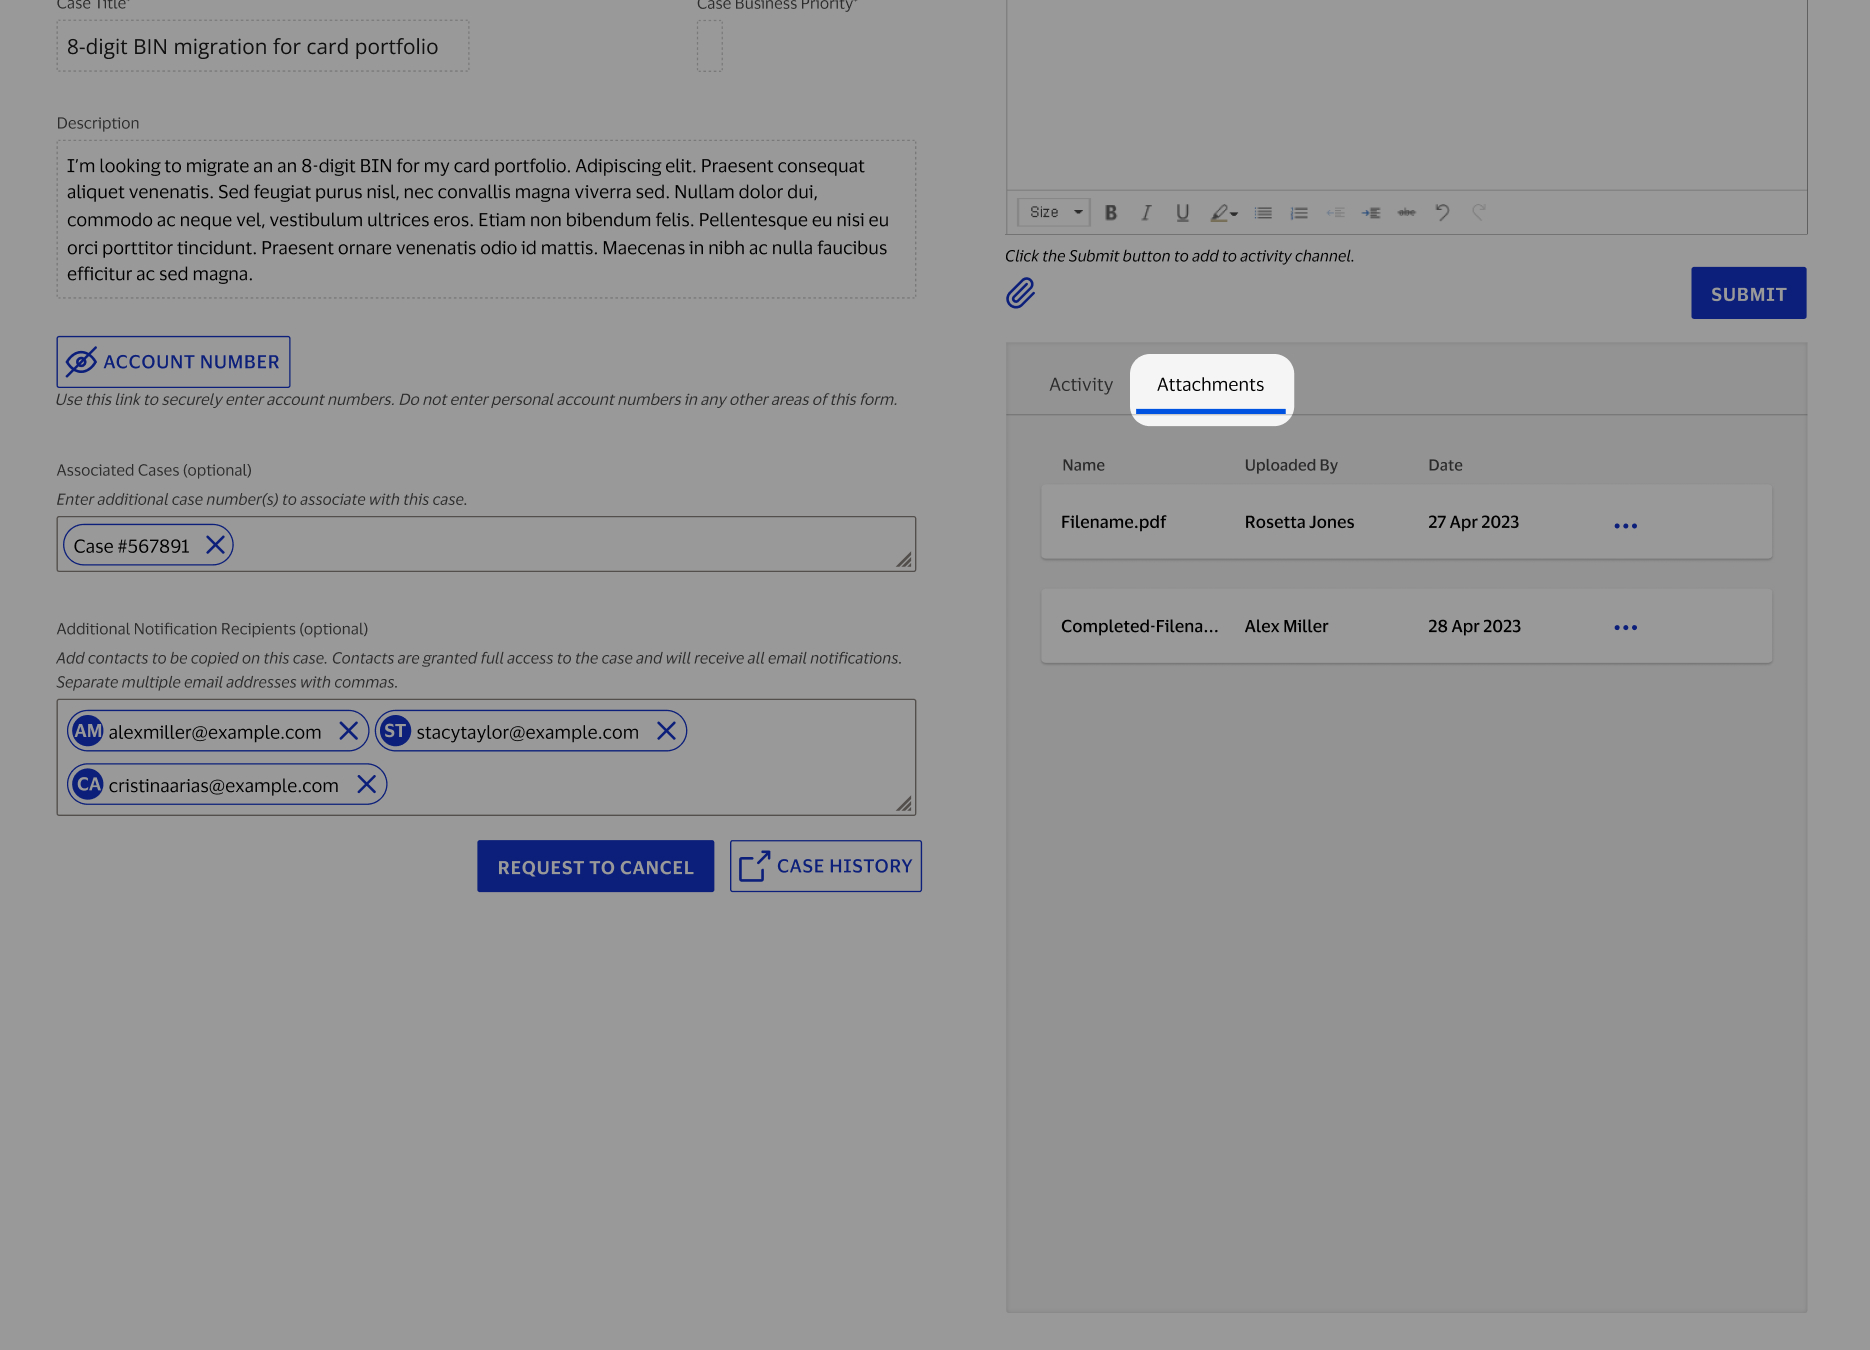 Case Title*
Case Business Priority*
8-digit BIN migration for card portfolio
Description
I'm looking to migrate an an 8-digit BIN for my card portfolio. Adipiscing elit. Praesent consequat
aliquet venenatis. Sed feugiat purus nisl, nec convallis magna viverra sed. Nullam dolor dui,
commodo ac neque vel, vestibulum ultrices eros. Etiam non bibendum felis. Pellentesque eu nisi eu
orci porttitor tincidunt. Praesent ornare venenatis odio id mattis. Maecenas in nibh ac nulla faucibus
efficitur ac sed magna.
ACCOUNT NUMBER
Use this link to securely enter account numbers. Do not enter personal account numbers in any other areas of this form.
Associated Cases (optional)
Enter additional case number(s) to associate with this case.
Case #567891
Additional Notification Recipients (optional)
Add contacts to be copied on this case. Contacts are granted full access to the case and will receive all email notifications.
Separate multiple email addresses with commas.
AM alexmiller@example.com
ST stacytaylor@example.com
CA cristinaarias@example.com
REQUEST TO CANCEL
CASE HISTORY
Size B I U abc
Click the Submit button to add to activity channel.
SUBMIT
Activity Attachments
Name Uploaded By Date
Filename.pdf Rosetta Jones 27 Apr 2023 ...
Completed-Filena... Alex Miller 28 Apr 2023 ...